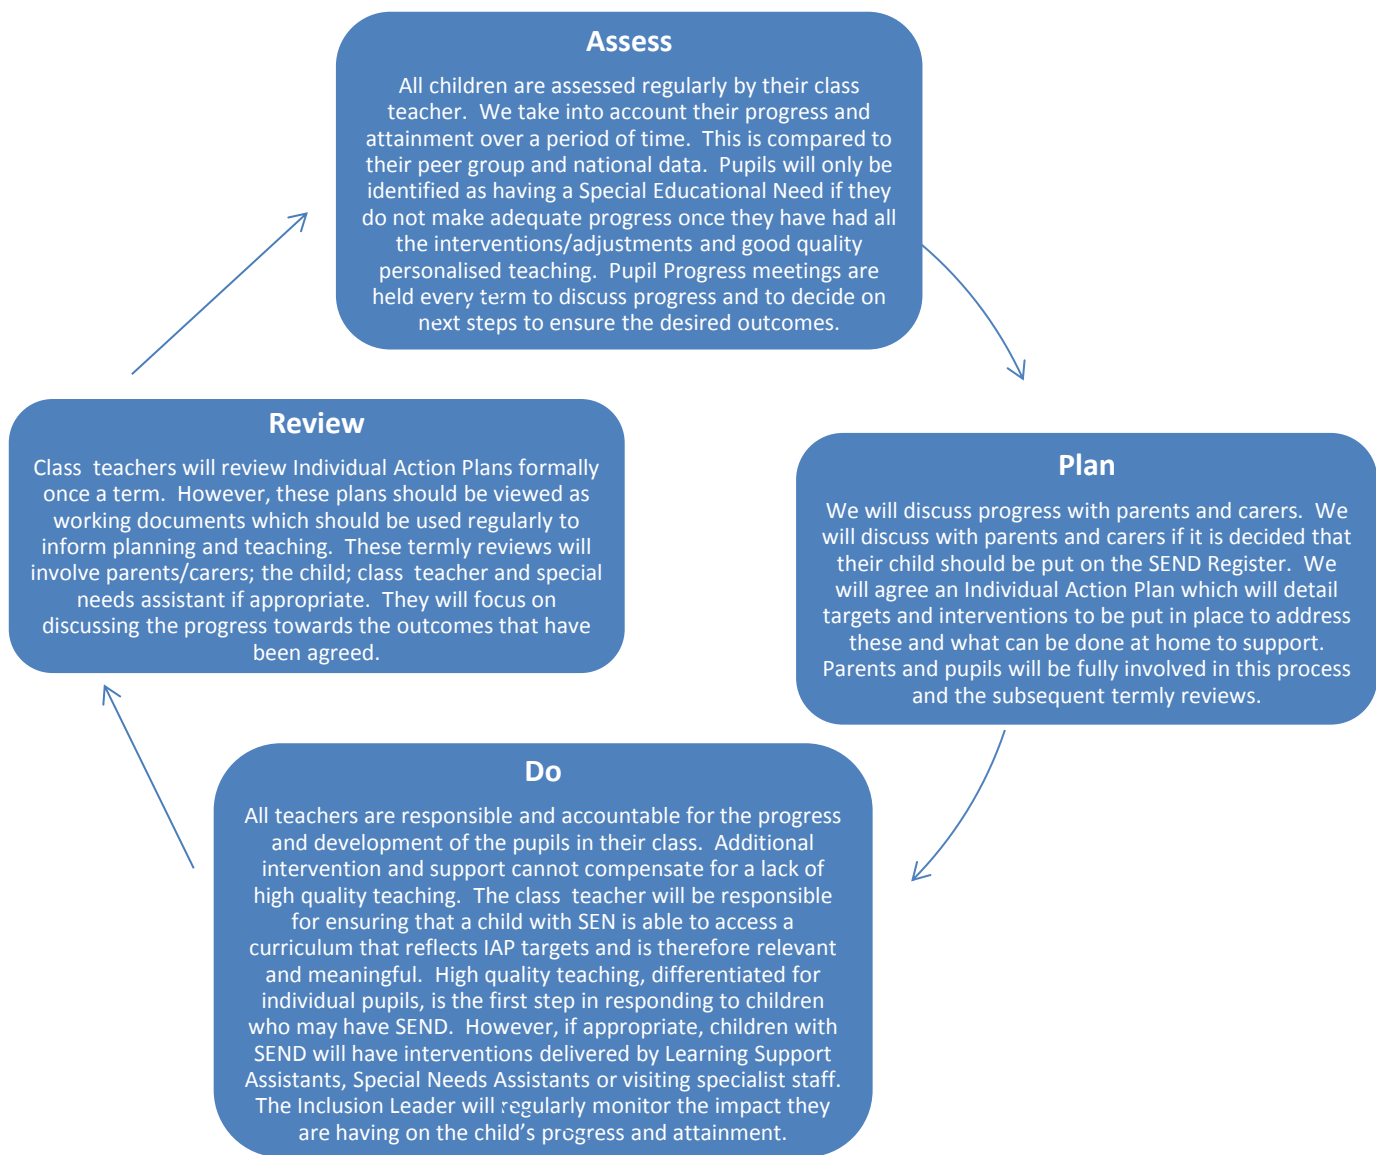 Assess
All children are assessed regularly by their class
teacher.  We take into account their progress and
attainment over a period of time.  This is compared to
their peer group and national data.  Pupils will only be
identified as having a Special Educational Need if they
do not make adequate progress once they have had all
the interventions/adjustments and good quality
personalised teaching.  Pupil Progress meetings are
held every term to discuss progress and to decide on
next steps to ensure the desired outcomes.
Plan
We will discuss progress with parents and carers.  We
will discuss with parents and carers if it is decided that
their child should be put on the SEND Register.  We
will agree an Individual Action Plan which will detail
targets and interventions to be put in place to address
these and what can be done at home to support.
Parents and pupils will be fully involved in this process
and the subsequent termly reviews.
Do
All teachers are responsible and accountable for the progress
and development of the pupils in their class.  Additional
intervention and support cannot compensate for a lack of
high quality teaching.  The class  teacher will be responsible
for ensuring that a child with SEN is able to access a
curriculum that reflects IAP targets and is therefore relevant
and meaningful.  High quality teaching, differentiated for
individual pupils, is the first step in responding to children
who may have SEND.  However, if appropriate, children with
SEND will have interventions delivered by Learning Support
Assistants, Special Needs Assistants or visiting specialist staff.
The Inclusion Leader will regularly monitor the impact they
are having on the child's progress and attainment.
Review
Class  teachers will review Individual Action Plans formally
once a term.  However, these plans should be viewed as
working documents which should be used regularly to
inform planning and teaching.  These termly reviews will
involve parents/carers; the child; class  teacher and special
needs assistant if appropriate.  They will focus on
discussing the progress towards the outcomes that have
been agreed.